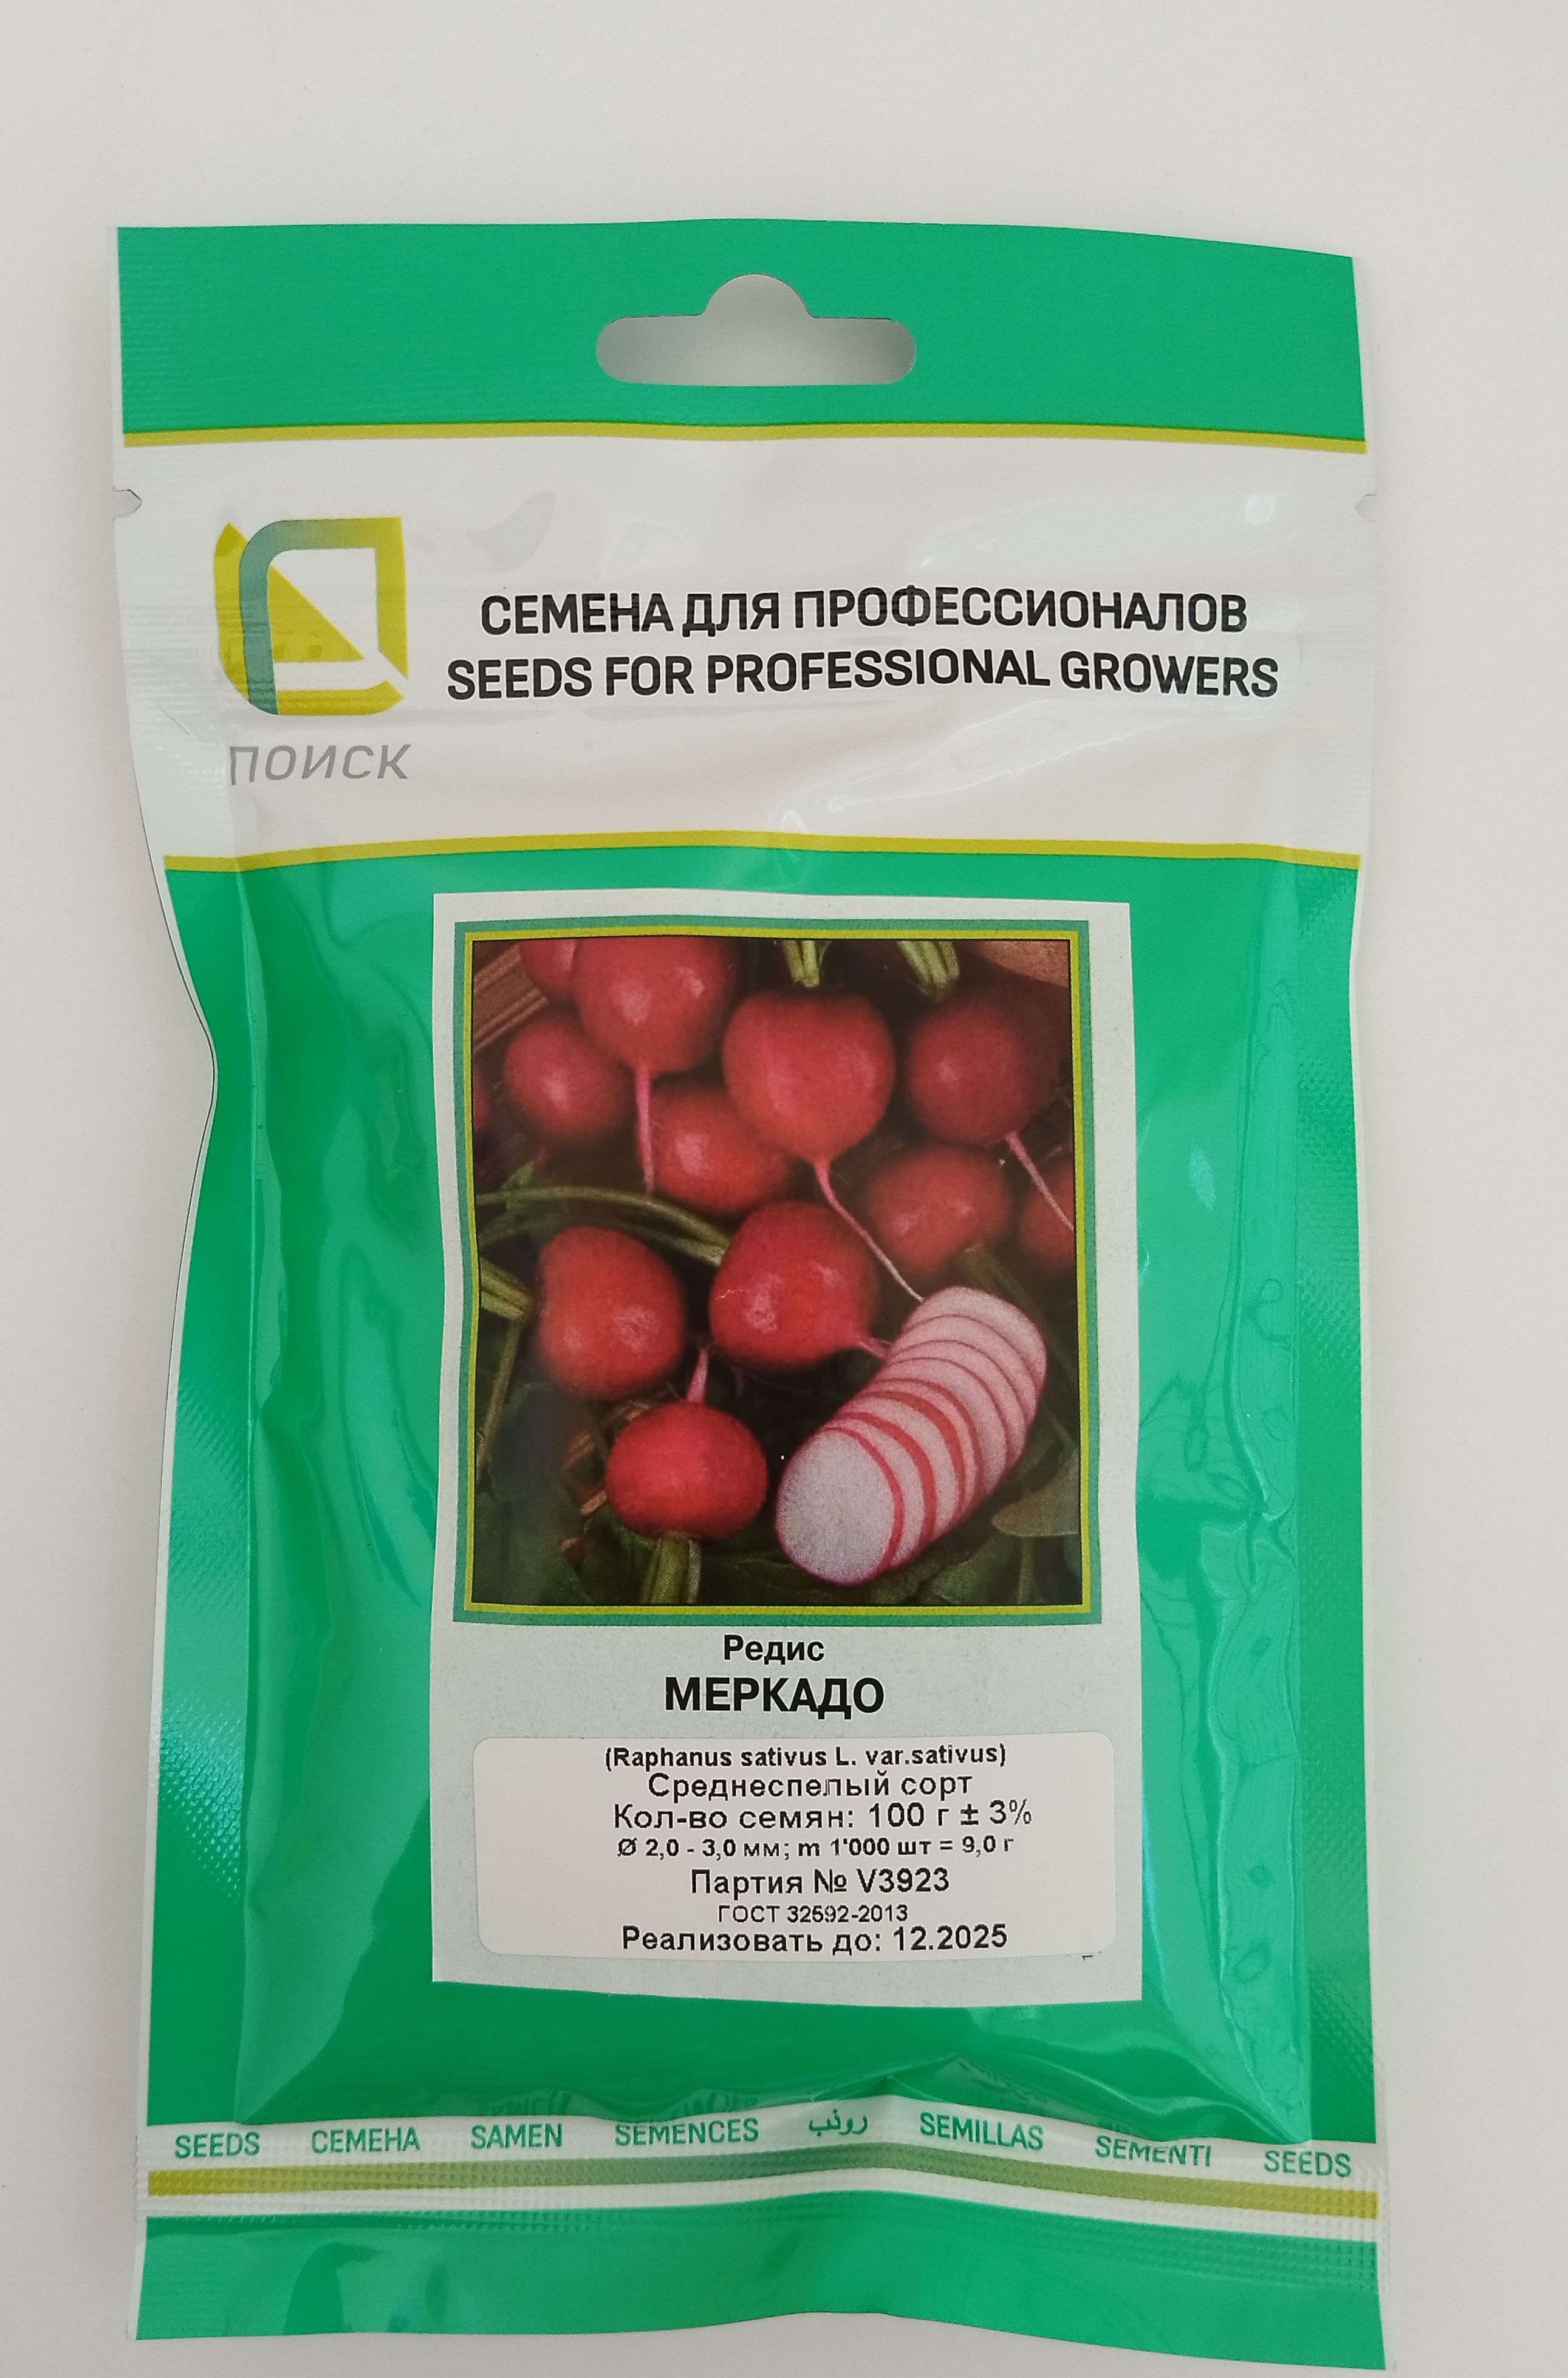 СЕМЕНА ДЛЯ ПРОФЕССИОНАЛОВ
SEEDS FOR PROFESSIONAL GROWERS
ПОИСК
Редис
МЕРКАДО
(Raphanus sativus L. var.sativus)
Среднеспелый сорт
Кол-во семян: 100 г ± 3%
Ø 2,0 - 3,0 мм; m 1'000 шт = 9,0 г
Партия № V3923
ГОСТ 32592-2013
Реализовать до: 12.2025
SEEDS СЕМЕНА SAMEN SEMENCES SEMILLAS SEMENTI SEEDS